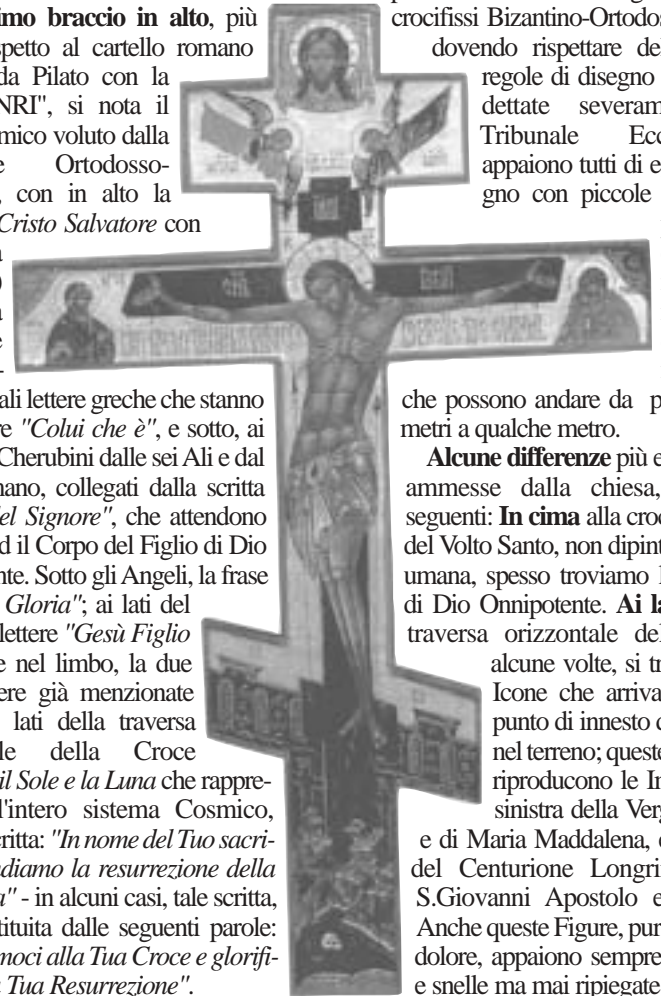 imo braccio in alto, più
spetto al cartello romano
da Pilato con la
NRI", si nota il
mico voluto dalla
e Ortodosso-
, con in alto la
Cristo Salvatore con
a
a
e
-
ali lettere greche che stanno
re "Colui che è", e sotto, ai
Cherubini dalle sei Ali e dal
mano, collegati dalla scritta
del Signore", che attendono
ed il Corpo del Figlio di Dio
nte. Sotto gli Angeli, la frase
Gloria"; ai lati del
lettere "Gesù Figlio
e nel limbo, la due
ere già menzionate
lati della traversa
le della Croce
il Sole e la Luna che rappre-
l'intero sistema Cosmico,
critta: "In nome del Tuo sacri-
ediamo la resurrezione della
a" - in alcuni casi, tale scritta,
tituita dalle seguenti parole:
moci alla Tua Croce e glorifi-
a Tua Resurrezione".
crocifissi Bizantino-Ortodos
dovendo rispettare del
regole di disegno
dettate severam
Tribunale Ecc
appaiono tutti di e
gno con piccole
che possono andare da p
metri a qualche metro.
Alcune differenze più e
ammesse dalla chiesa,
seguenti: In cima alla croc
del Volto Santo, non dipint
umana, spesso troviamo l
di Dio Onnipotente. Ai la
traversa orizzontale del
alcune volte, si tr
Icone che arriva
punto di innesto d
nel terreno; queste
riproducono le Im
sinistra della Verg
e di Maria Maddalena, e
del Centurione Longri
S.Giovanni Apostolo e
Anche queste Figure, pur
dolore, appaiono sempre
e snelle ma mai ripiegate